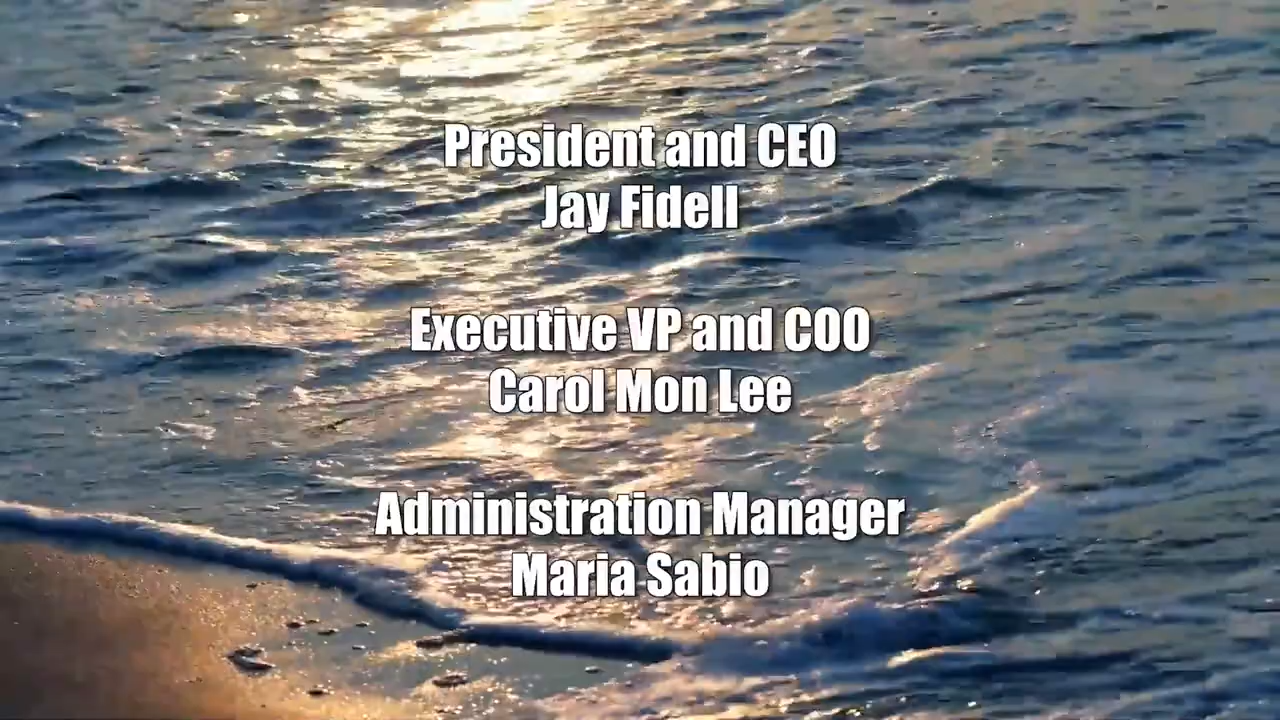 President and CEO
Jay Fidell
Executive VP and COO
Carol Mon Lee
Administration Manager
Maria Sabio